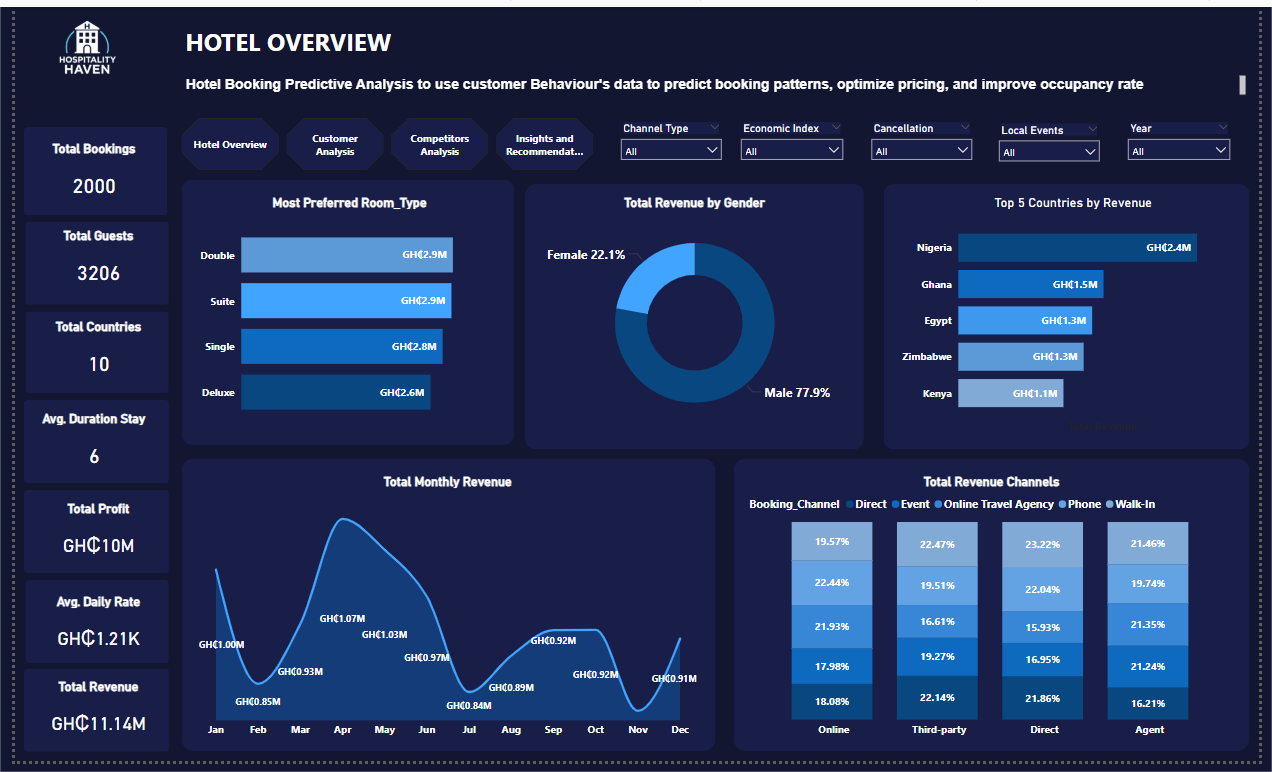 HOSPITALITY
HAVEN
HOTEL OVERVIEW
Hotel Booking Predictive Analysis to use customer Behaviour's data to predict booking patterns, optimize pricing, and improve occupancy rate
Hotel Overview
Customer
Analysis
Competitors
Analysis
Insights and
Recommendat...
Channel Type
All
Economic Index
All
Cancellation
All
Local Events
All
Year
All
Total Bookings
2000
Total Guests
3206
Total Countries
10
Avg. Duration Stay
6
Total Profit
GH₵10M
Avg. Daily Rate
GH₵1.21K
Total Revenue
GH₵11.14M
Most Preferred Room_Type
Double GH₵2.9M
Suite GH₵2.9M
Single GH₵2.8M
Deluxe GH₵2.6M
Total Revenue by Gender
Female 22.1%
Male 77.9%
Top 5 Countries by Revenue
Nigeria GH₵2.4M
Ghana GH₵1.5M
Egypt GH₵1.3M
Zimbabwe GH₵1.3M
Kenya GH₵1.1M
Total Monthly Revenue
GH₵1.00M
GH₵0.85M
GH₵0.93M
GH₵1.07M
GH₵1.03M
GH₵0.97M
GH₵0.84M
GH₵0.89M
GH₵0.92M
GH₵0.92M
GH₵0.91M
Jan Feb Mar Apr May Jun Jul Aug Sep Oct Nov Dec
Total Revenue Channels
Booking_Channel Direct Event Online Travel Agency Phone Walk-In
19.57% 22.47% 23.22% 21.46%
22.44% 19.51% 22.04% 19.74%
21.93% 16.61% 15.93% 21.35%
17.98% 19.27% 16.95% 21.24%
18.08% 22.14% 21.86% 16.21%
Online Third-party Direct Agent